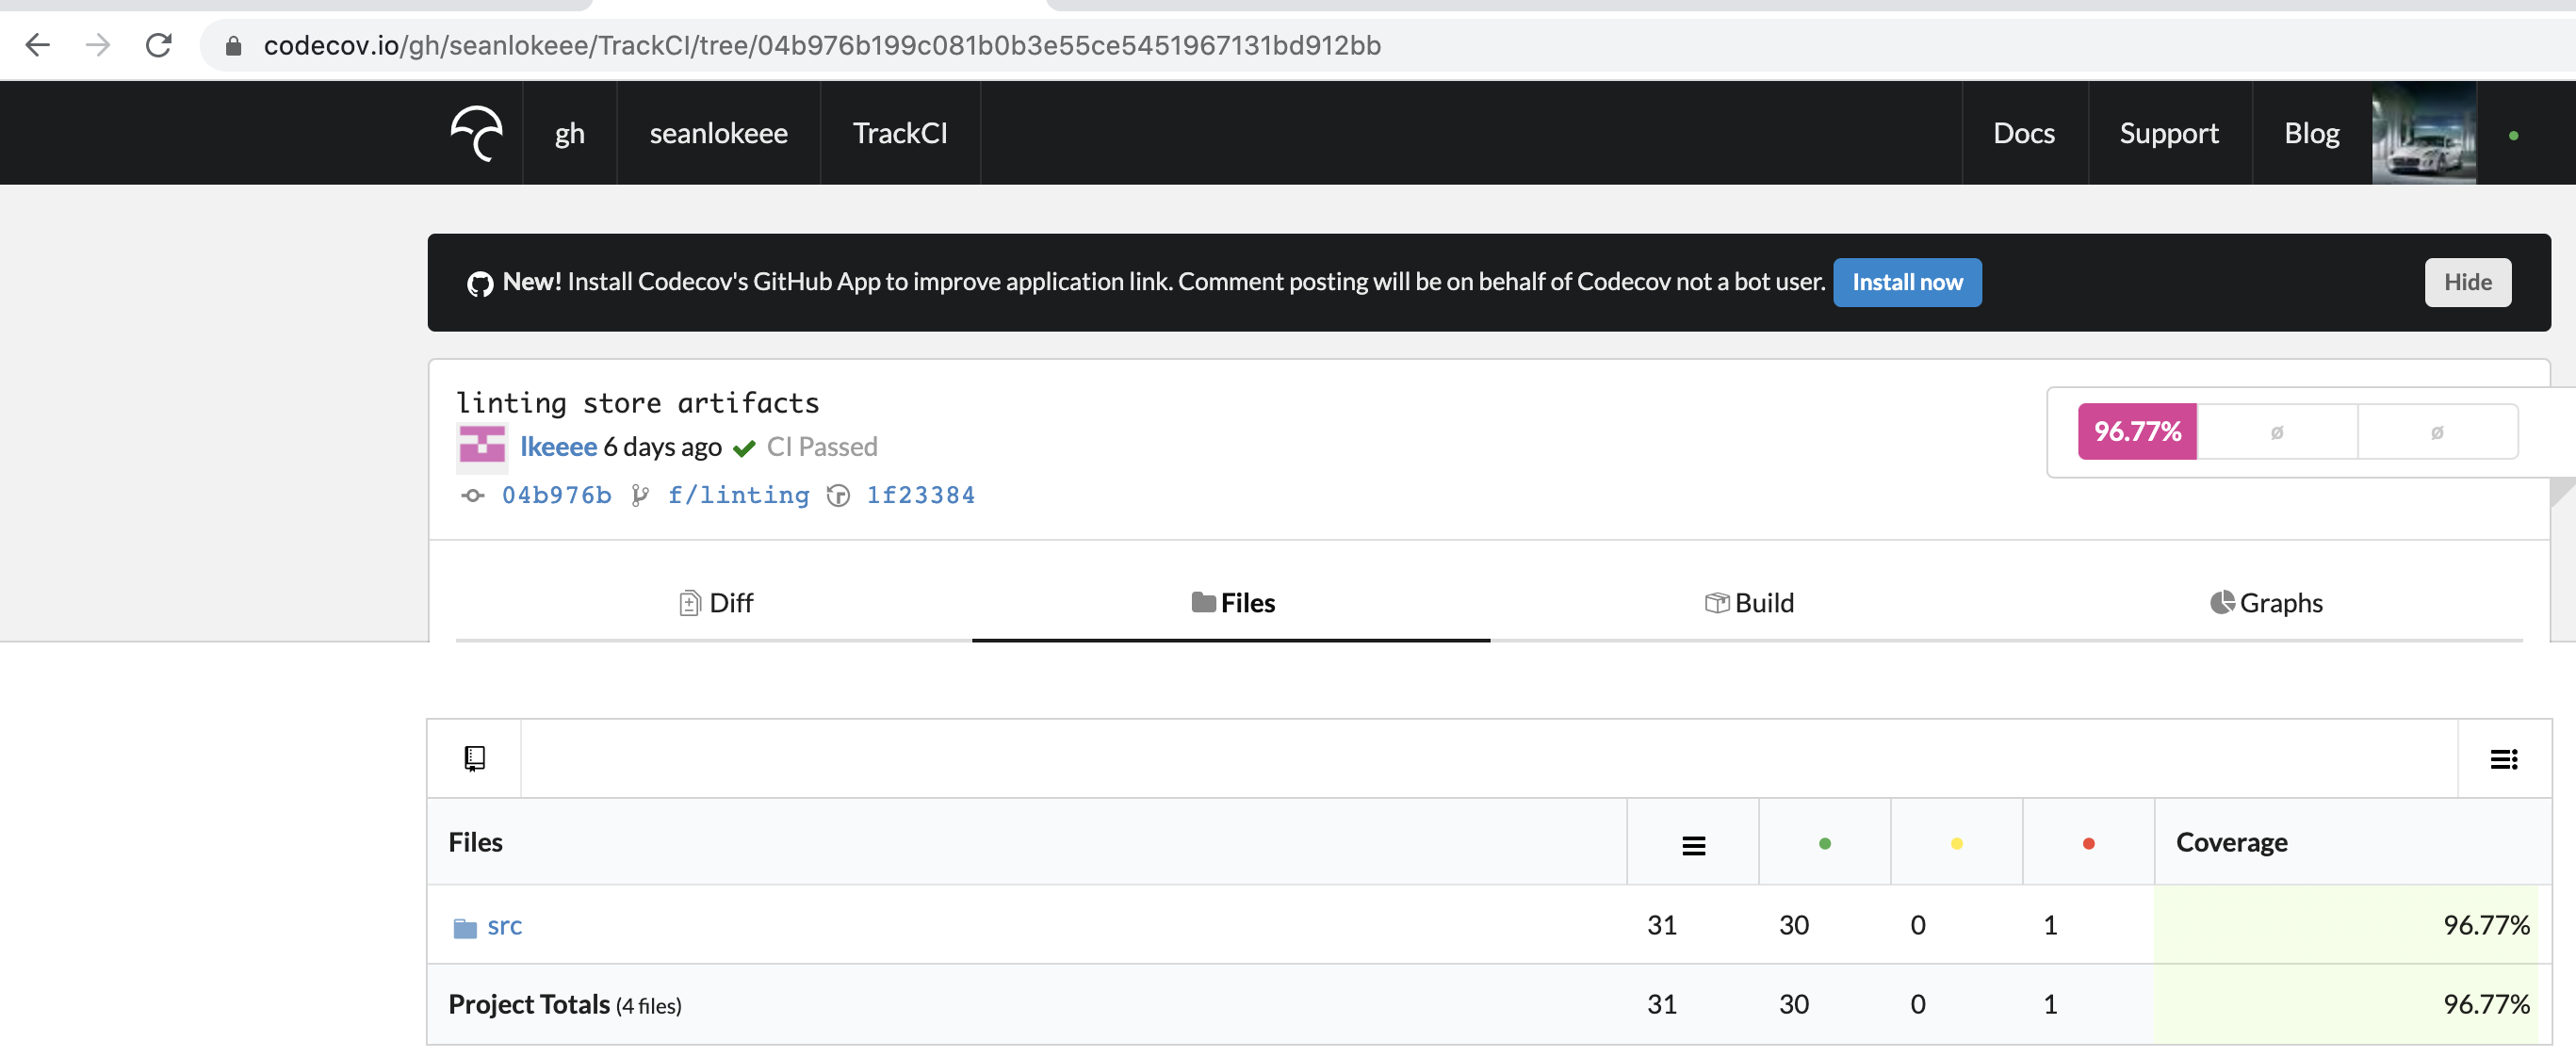 codecov.io/gh/seanlokeee/TrackCI/tree/04b976b199c081b0b3e55ce5451967131bd912bb
gh seanlokeee TrackCI Docs Support Blog
New! Install Codecov's GitHub App to improve application link. Comment posting will be on behalf of Codecov not a bot user. Install now Hide
linting store artifacts
lkeeee 6 days ago CI Passed
96.77% ø ø
04b976b f/linting 1f23384
Diff Files Build Graphs
Files Coverage
src 31 30 0 1 96.77%
Project Totals (4 files) 31 30 0 1 96.77%